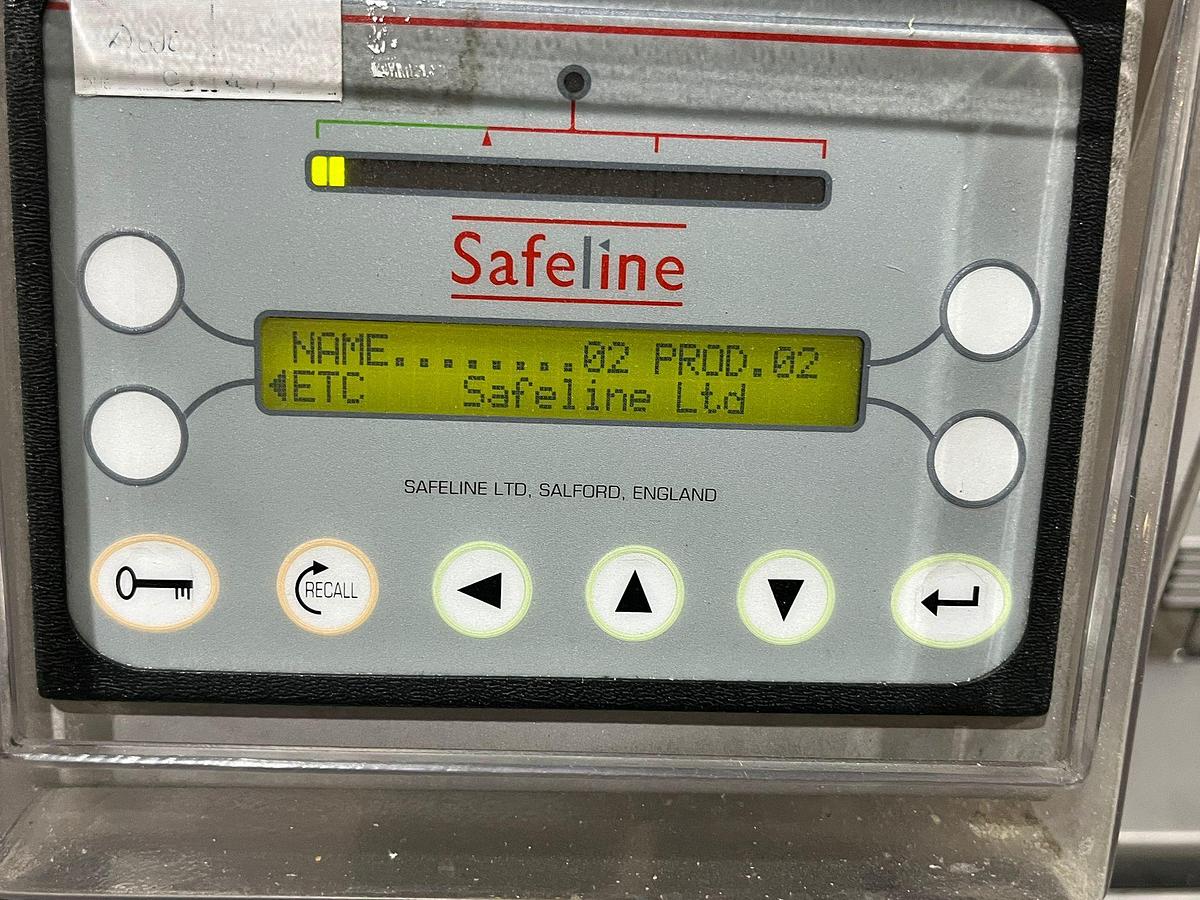 Safeline
NAME........02 PROD.02
◀ETC Safeline Ltd
SAFELINE LTD, SALFORD, ENGLAND
RECALL